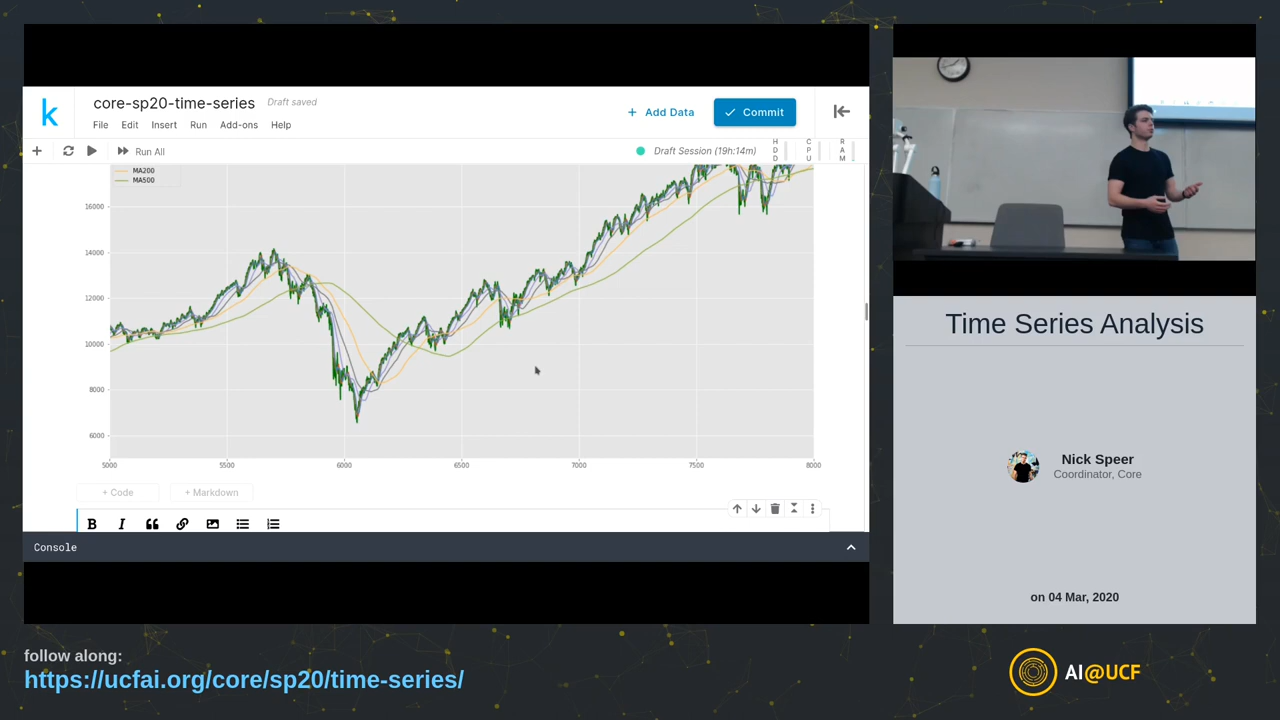 k
core-sp20-time-series Draft saved
File Edit Insert Run Add-ons Help
+ Add Data
Commit
Run All
Draft Session (19h:14m)
HDD
CPU
RAM
MA200
MA500
16000
14000
12000
10000
8000
6000
5000 5500 6000 6500 7000 7500 8000
+ Code + Markdown
B I
Console
Time Series Analysis
Nick Speer
Coordinator, Core
on 04 Mar, 2020
follow along:
https://ucfai.org/core/sp20/time-series/
AI@UCF